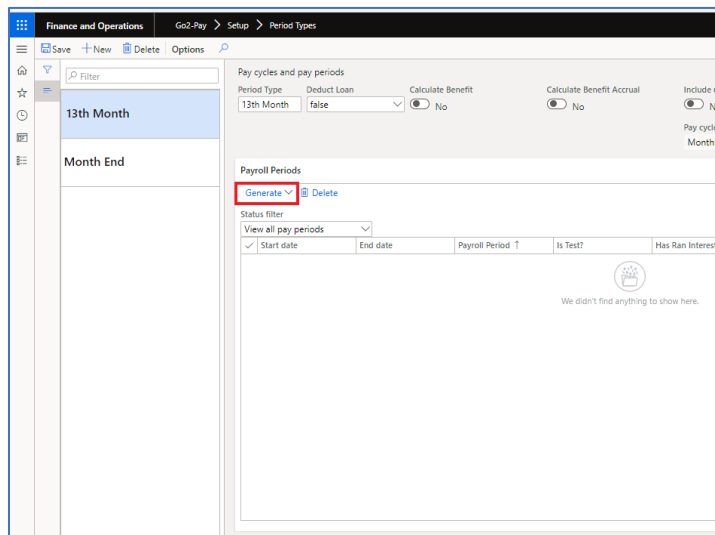 Finance and Operations Go2-Pay > Setup > Period Types
Save + New Delete Options
Filter
13th Month
Month End
Pay cycles and pay periods
Period Type Deduct Loan Calculate Benefit Calculate Benefit Accrual Include
13th Month false No No N
Pay cycl
Month
Payroll Periods
Generate Delete
Status filter
View all pay periods
Start date End date Payroll Period ↑ Is Test? Has Ran Interest
We didn't find anything to show here.